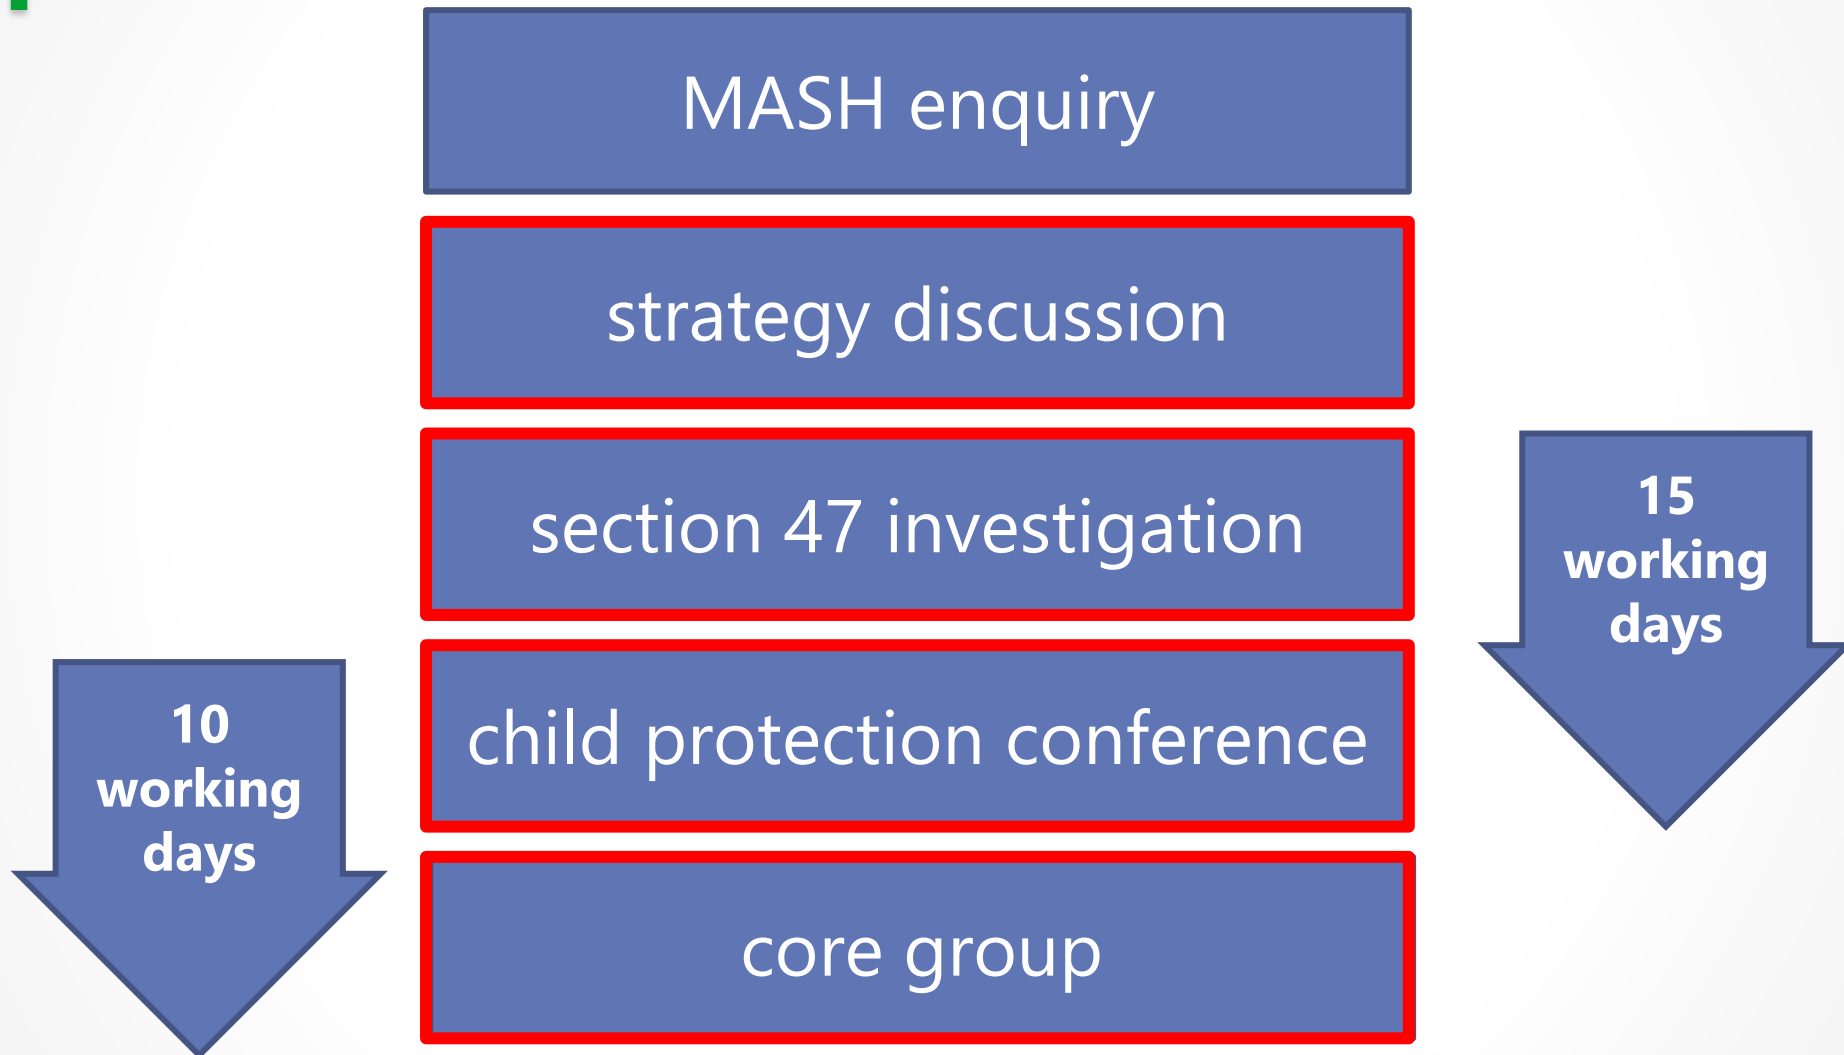 MASH enquiry
strategy discussion
section 47 investigation
15
working
days
child protection conference
10
working
days
core group